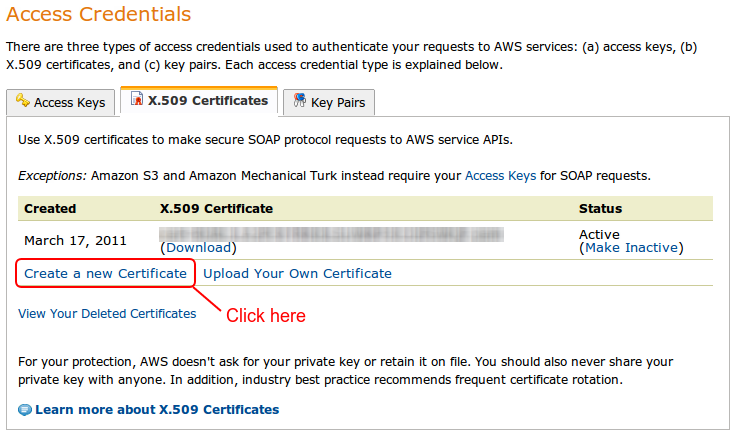 Access Credentials
There are three types of access credentials used to authenticate your requests to AWS services: (a) access keys, (b)
X.509 certificates, and (c) key pairs. Each access credential type is explained below.
Access Keys X.509 Certificates Key Pairs
Use X.509 certificates to make secure SOAP protocol requests to AWS service APIs.
Exceptions: Amazon S3 and Amazon Mechanical Turk instead require your Access Keys for SOAP requests.
Created X.509 Certificate Status
March 17, 2011 Active
(Download) (Make Inactive)
Create a new Certificate Upload Your Own Certificate
Click here
View Your Deleted Certificates
For your protection, AWS doesn't ask for your private key or retain it on file. You should also never share your
private key with anyone. In addition, industry best practice recommends frequent certificate rotation.
Learn more about X.509 Certificates